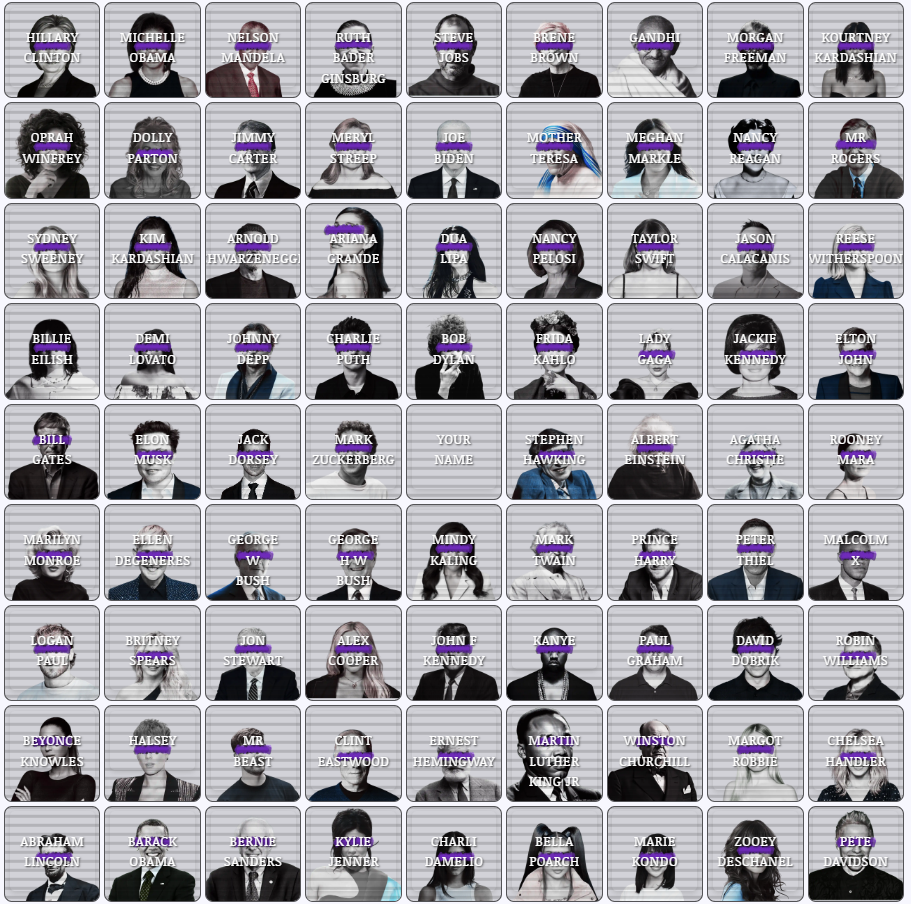 HILLARY
CLINTON
MICHELLE
OBAMA
NELSON
MANDELA
RUTH
BADER
GINSBURG
STEVE
JOBS
BRENE
BROWN
GANDHI
MORGAN
FREEMAN
KOURTNEY
KARDASHIAN
OPRAH
WINFREY
DOLLY
PARTON
JIMMY
CARTER
MERYL
STREEP
JOE
BIDEN
MOTHER
TERESA
MEGHAN
MARKLE
NANCY
REAGAN
MR
ROGERS
SYDNEY
SWEENEY
KIM
KARDASHIAN
ARNOLD
HWARZENEGG
ARIANA
GRANDE
DUA
LIPA
NANCY
PELOSI
TAYLOR
SWIFT
JASON
CALACANIS
REESE
WITHERSPOON
BILLIE
EILISH
DEMI
LOVATO
JOHNNY
DEPP
CHARLIE
PUTH
BOB
DYLAN
FRIDA
KAHLO
LADY
GAGA
JACKIE
KENNEDY
ELTON
JOHN
BILL
GATES
ELON
MUSK
JACK
DORSEY
MARK
ZUCKERBERG
YOUR
NAME
STEPHEN
HAWKING
ALBERT
EINSTEIN
AGATHA
CHRISTIE
ROONEY
MARA
MARILYN
MONROE
ELLEN
DEGENERES
GEORGE
W
BUSH
GEORGE
H W
BUSH
MINDY
KALING
MARK
TWAIN
PRINCE
HARRY
PETER
THIEL
MALCOLM
X
LOGAN
PAUL
BRITNEY
SPEARS
JON
STEWART
ALEX
COOPER
JOHN F
KENNEDY
KANYE
PAUL
GRAHAM
DAVID
DOBRIK
ROBIN
WILLIAMS
BEYONCE
KNOWLES
HALSEY
MR
BEAST
CLINT
EASTWOOD
ERNEST
HEMINGWAY
MARTIN
LUTHER
KING JR
WINSTON
CHURCHILL
MARGOT
ROBBIE
CHELSEA
HANDLER
ABRAHAM
LINCOLN
BARACK
OBAMA
BERNIE
SANDERS
KYLIE
JENNER
CHARLI
DAMELIO
BELLA
POARCH
MARIE
KONDO
ZOOEY
DESCHANEL
PETE
DAVIDSON